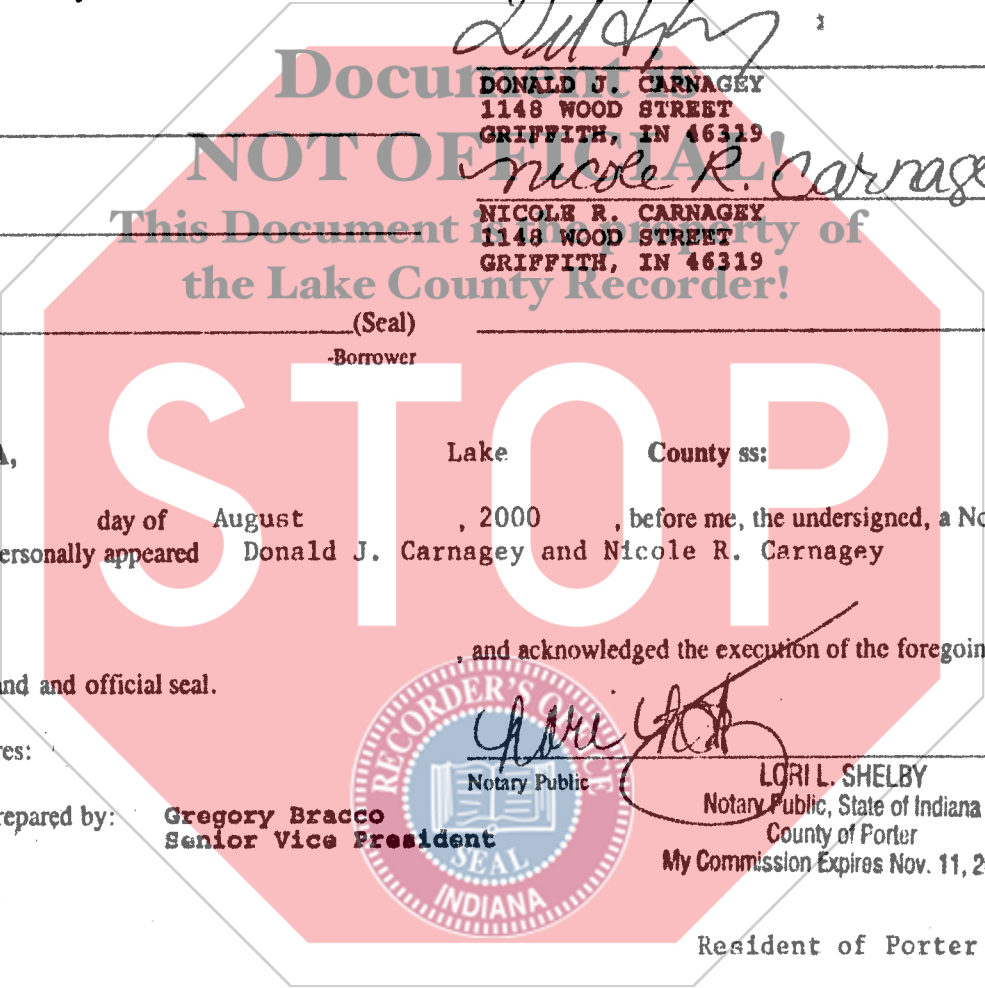 Document is
DONALD J. CARNAGEY
1148 WOOD STREET
GRIFFITH, IN 46319
NOT OFFICIAL!
Nicole R. Carnage
NICOLE R. CARNAGEY
This Document is the property of
1148 WOOD STREET
GRIFFITH, IN 46319
the Lake County Recorder!
(Seal)
-Borrower
STOP
A,
Lake County ss:
day of August , 2000 , before me, the undersigned, a No
ersonally appeared Donald J. Carnagey and Nicole R. Carnagey
, and acknowledged the execution of the foregoin
and and official seal.
RECORDER'S OFFICE
res:
Notary Public
LORI L. SHELBY
Notary Public, State of Indiana
County of Porter
My Commission Expires Nov. 11, 2
repared by: Gregory Bracco
Senior Vice President
SEAL
INDIANA
Resident of Porter